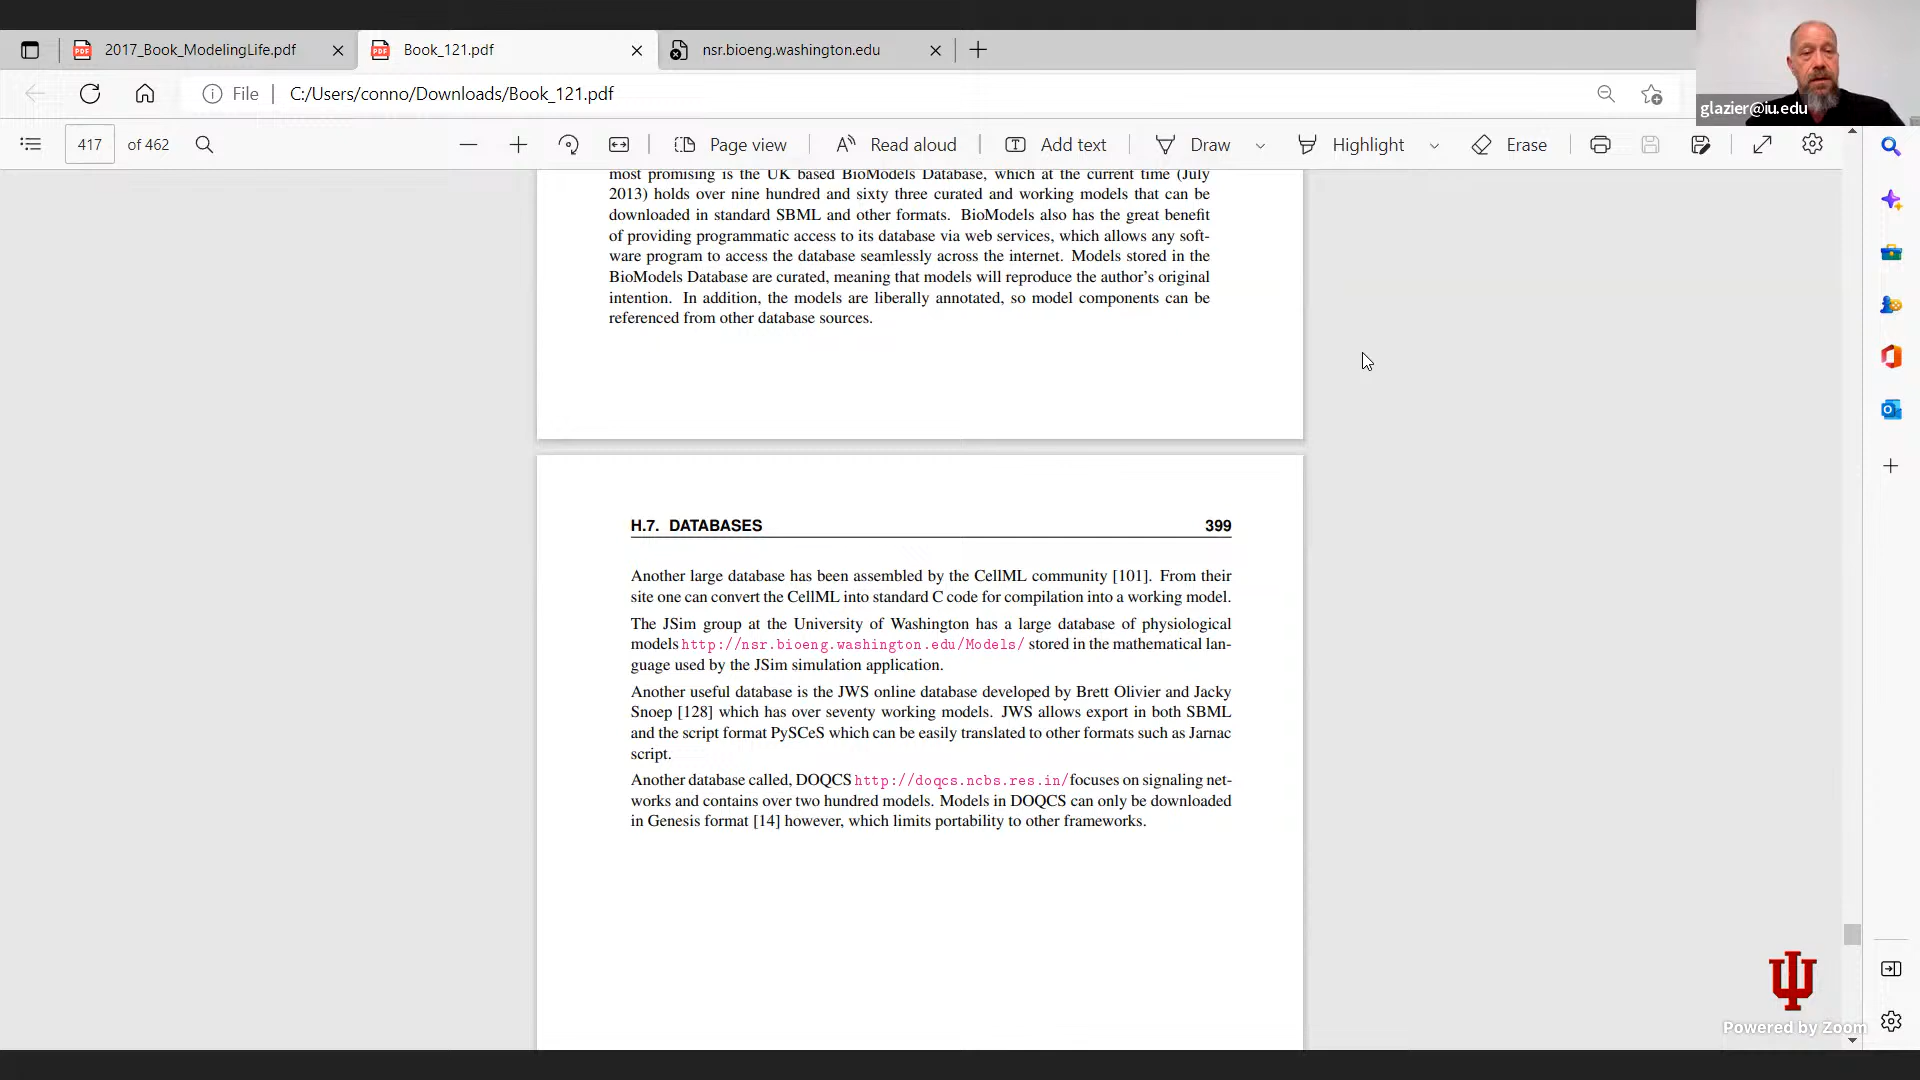 2017_Book_ModelingLife.pdf
Book_121.pdf
nsr.bioeng.washington.edu
File
C:/Users/conno/Downloads/Book_121.pdf
glazier@iu.edu
417 of 462
Page view
Read aloud
Add text
Draw
Highlight
Erase
most promising is the UK based BioModels Database, which at the current time (July
2013) holds over nine hundred and sixty three curated and working models that can be
downloaded in standard SBML and other formats. BioModels also has the great benefit
of providing programmatic access to its database via web services, which allows any soft-
ware program to access the database seamlessly across the internet. Models stored in the
BioModels Database are curated, meaning that models will reproduce the author's original
intention. In addition, the models are liberally annotated, so model components can be
referenced from other database sources.
H.7. DATABASES 399
Another large database has been assembled by the CellML community [101]. From their
site one can convert the CellML into standard C code for compilation into a working model.
The JSim group at the University of Washington has a large database of physiological
models http://nsr.bioeng.washington.edu/Models/ stored in the mathematical lan-
guage used by the JSim simulation application.
Another useful database is the JWS online database developed by Brett Olivier and Jacky
Snoep [128] which has over seventy working models. JWS allows export in both SBML
and the script format PySCeS which can be easily translated to other formats such as Jarnac
script.
Another database called, DOQCS http://doqcs.ncbs.res.in/ focuses on signaling net-
works and contains over two hundred models. Models in DOQCS can only be downloaded
in Genesis format [14] however, which limits portability to other frameworks.
Powered by Zoom